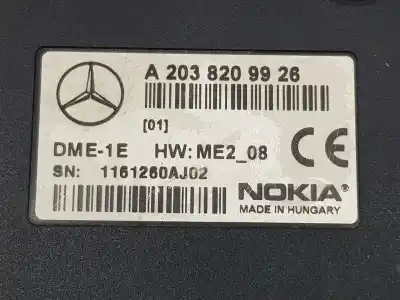 A 203 820 99 26
[01]
DME-1E HW: ME2_08
SN: 1161260AJ02
CE
NOKIA
MADE IN HUNGARY